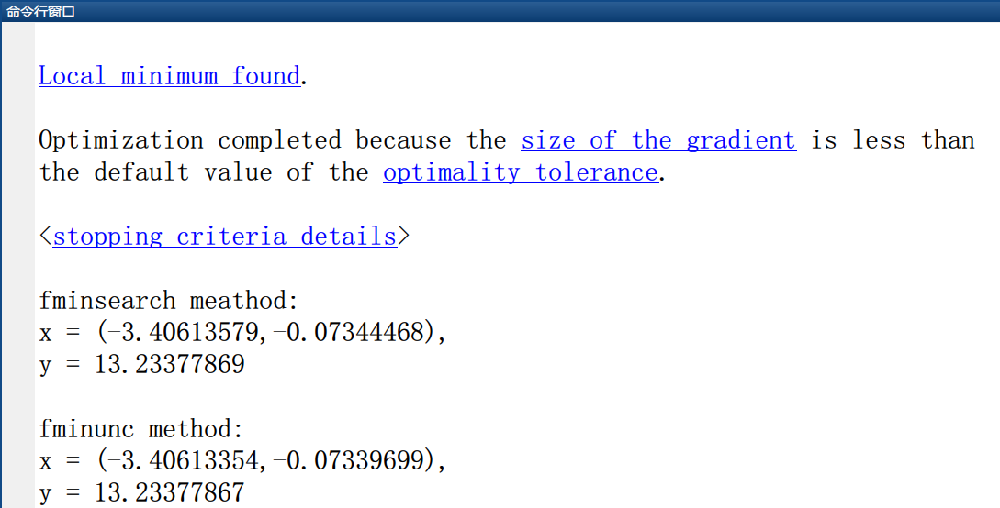 命令行窗口
Local minimum found.
Optimization completed because the size of the gradient is less than
the default value of the optimality tolerance.
<stopping criteria details>
fminsearch meathod:
x = (-3.40613579,-0.07344468),
y = 13.23377869
fminunc method:
x = (-3.40613354,-0.07339699),
y = 13.23377867